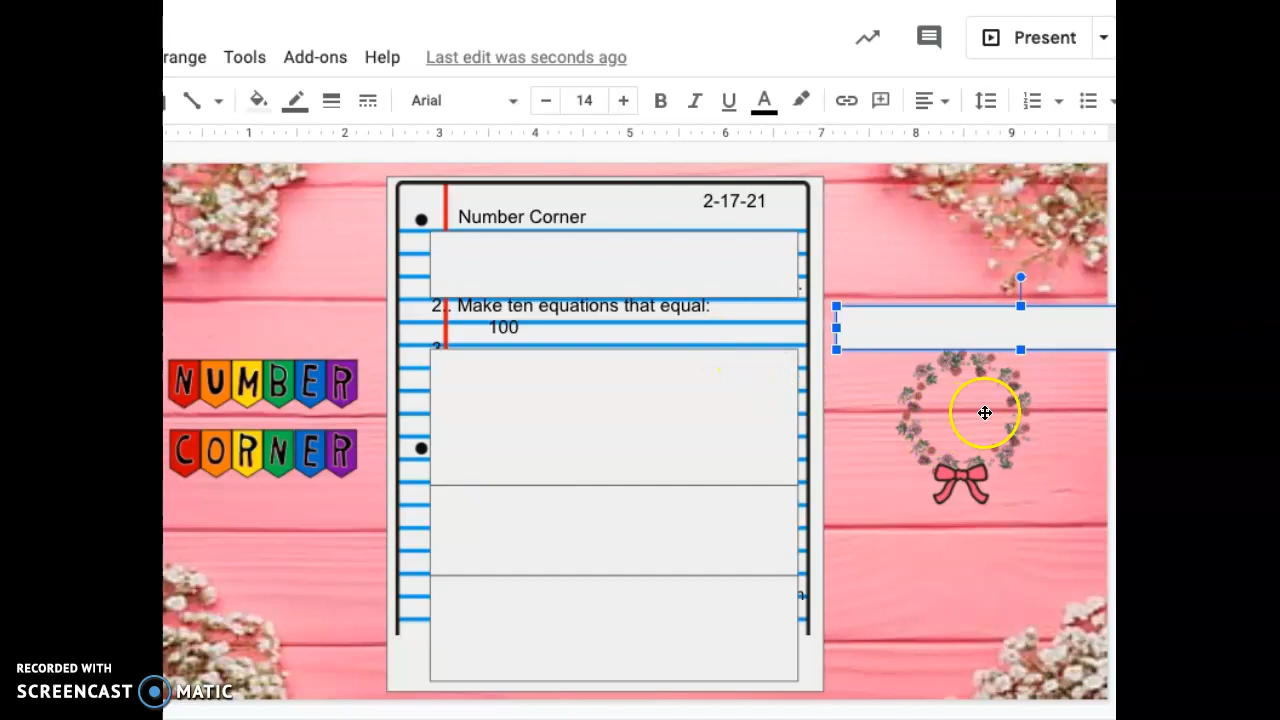 Present
range Tools Add-ons Help Last edit was seconds ago
Arial 14 B I U A
1 2 3 4 5 6 7 8 9
2-17-21
Number Corner
2. Make ten equations that equal:
100
3
NUMBER
CORNER
n
RECORDED WITH
SCREENCAST MATIC